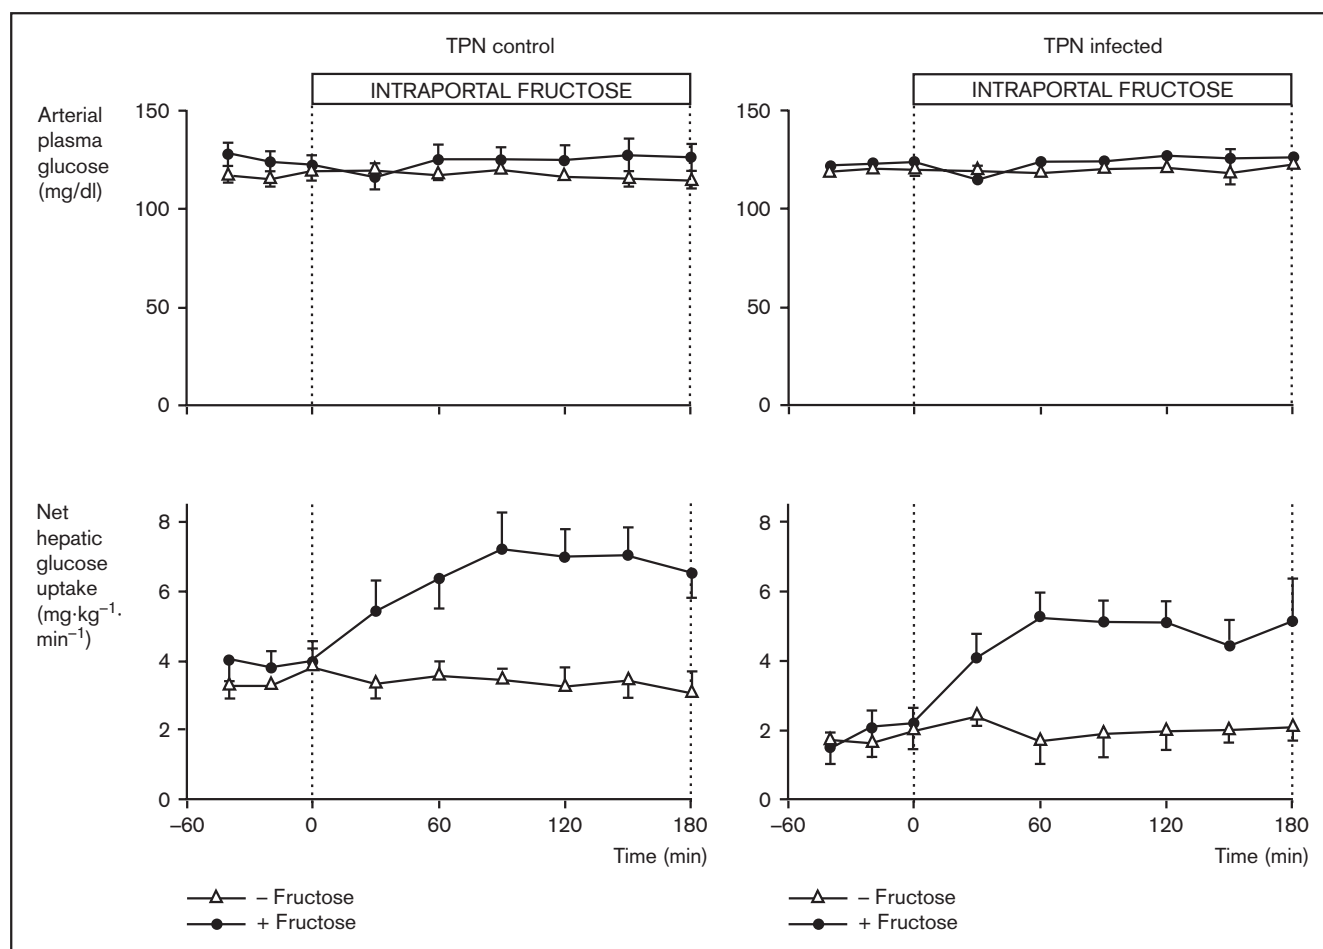 TPN control
TPN infected
INTRAPORTAL FRUCTOSE
INTRAPORTAL FRUCTOSE
Arterial
plasma
glucose
(mg/dl)
150
100
50
0
150
100
50
0
Net
hepatic
glucose
uptake
(mg·kg⁻¹·
min⁻¹)
8
6
4
2
0
–60 0 60 120 180
Time (min)
8
6
4
2
0
–60 0 60 120 180
Time (min)
– Fructose
+ Fructose
– Fructose
+ Fructose